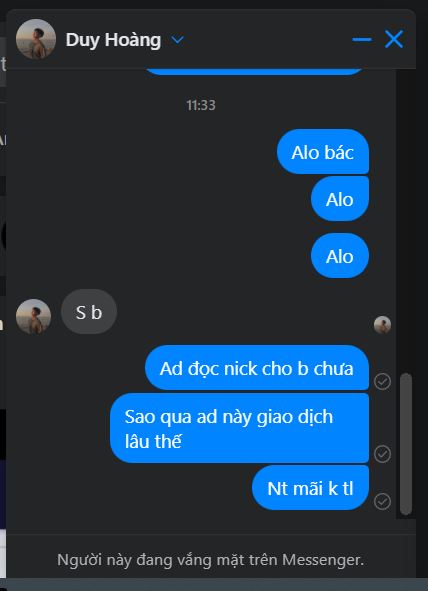 Duy Hoàng
11:33
Alo bác
Alo
Alo
S b
Ad đọc nick cho b chưa
Sao qua ad này giao dịch
lâu thế
Nt mãi k tl
Người này đang vắng mặt trên Messenger.